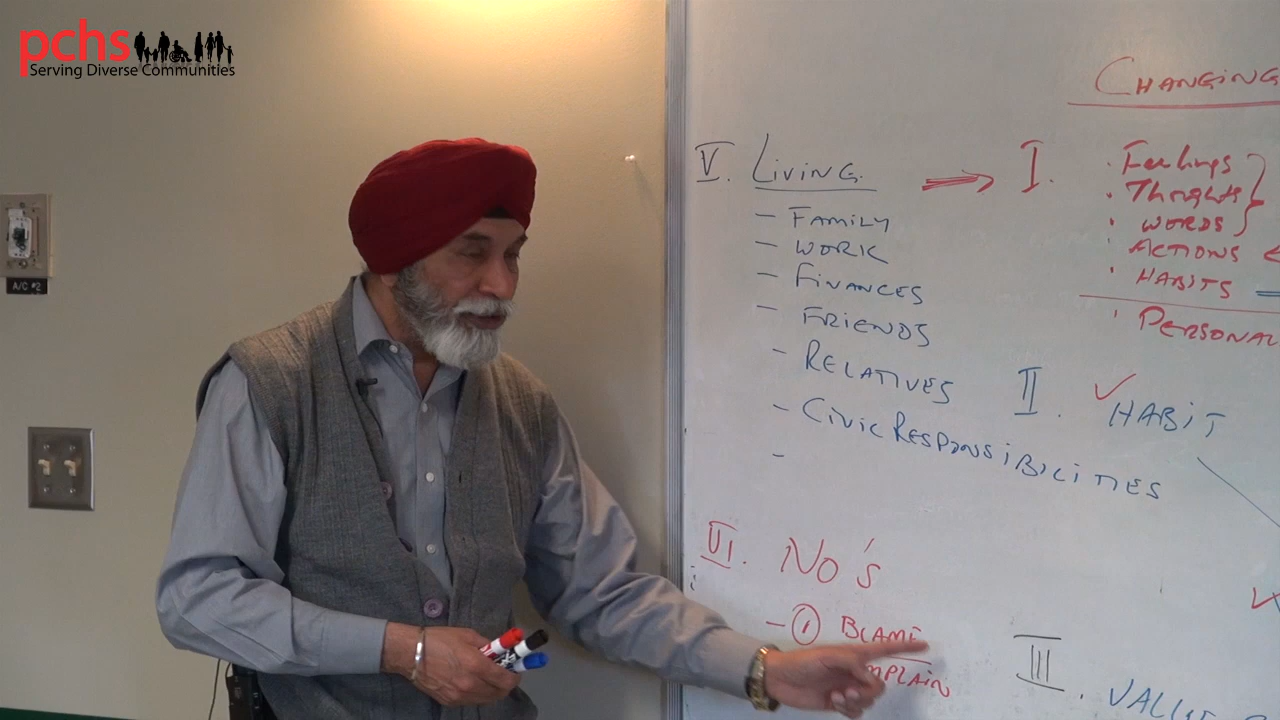 pchs
Serving Diverse Communities
A/C #2
CHANGING
V. LIVING
- FAMILY
- WORK
- FINANCES
- FRIENDS
- RELATIVES
- CIVIC RESPONSIBILITIES
-
I.
. Feelings
. Thoughts
. WORDS
. ACTIONS
. HABITS
. PERSONAL
II. ✓ HABIT
VI. NO's
- ① BLAME
III.